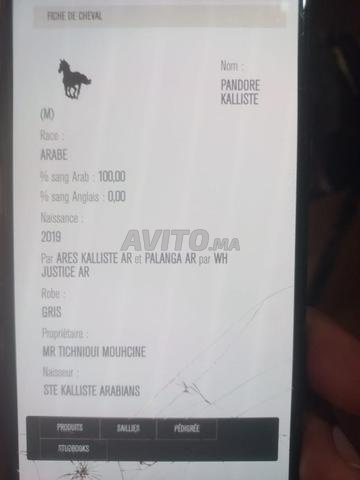 FICHE DE CHEVAL
Nom :
PANDORE
KALLISTE
(M)
Race :
ARABE
% sang Arab : 100,00
% sang Anglais : 0,00
Naissance :
2019
AVITO.ma
Par ARES KALLISTE AR et PALANGA AR par WH
JUSTICE AR
Robe :
GRIS
Propriétaire :
MR TICHNIOUI MOUHCINE
Naisseur :
STE KALLISTE ARABIANS
PRODUITS
SAILLIES
PÉDIGRÉE
STUDBOOKS